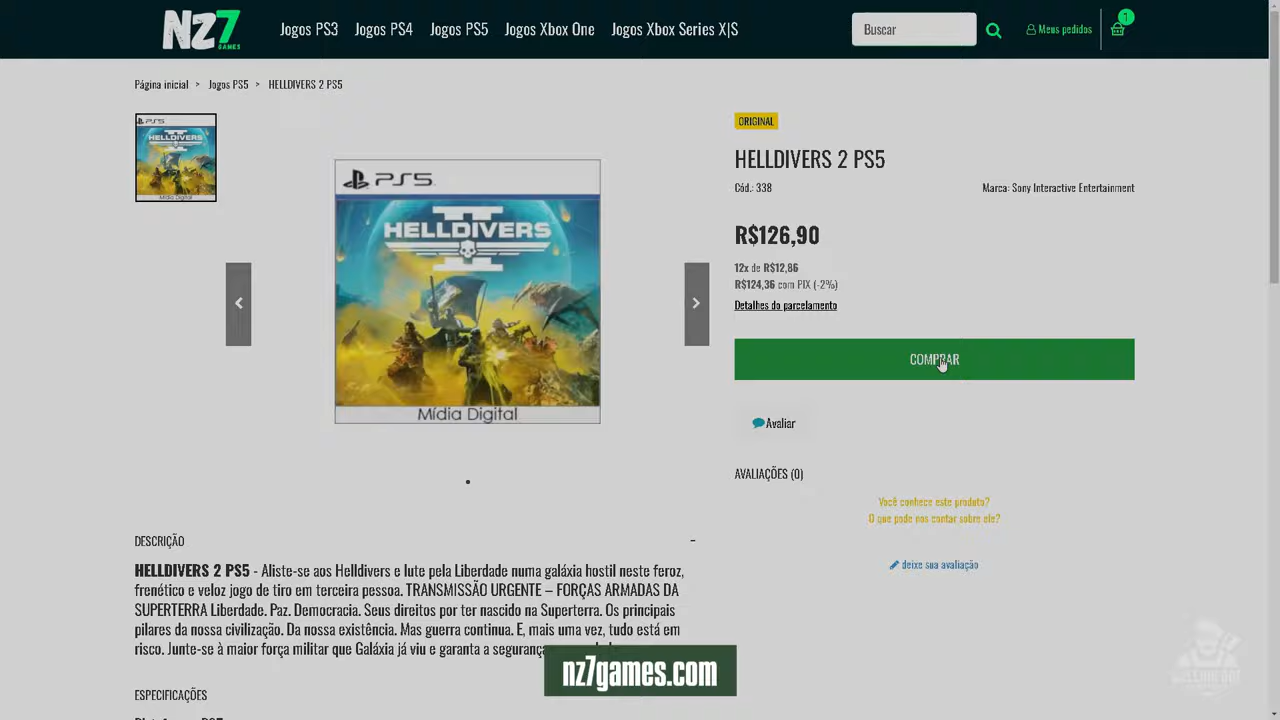 NZ7 GAMES
Jogos PS3
Jogos PS4
Jogos PS5
Jogos Xbox One
Jogos Xbox Series X|S
Buscar
Meus pedidos
1
Página inicial > Jogos PS5 > HELLDIVERS 2 PS5
PS5
HELLDIVERS
II
Mídia Digital
PS5
HELLDIVERS
II
Mídia Digital
ORIGINAL
HELLDIVERS 2 PS5
Cód.: 338
Marca: Sony Interactive Entertainment
R$126,90
12x de R$12,86
R$124,36 com PIX (-2%)
Detalhes do parcelamento
COMPRAR
Avaliar
AVALIAÇÕES (0)
Você conhece este produto?
O que pode nos contar sobre ele?
deixe sua avaliação
DESCRIÇÃO
HELLDIVERS 2 PS5 - Aliste-se aos Helldivers e lute pela Liberdade numa galáxia hostil neste feroz,
frenético e veloz jogo de tiro em terceira pessoa. TRANSMISSÃO URGENTE – FORÇAS ARMADAS DA
SUPERTERRA Liberdade. Paz. Democracia. Seus direitos por ter nascido na Superterra. Os principais
pilares da nossa civilização. Da nossa existência. Mas guerra continua. E, mais uma vez, tudo está em
risco. Junte-se à maior força militar que Galáxia já viu e garanta a segurança
nz7games.com
ESPECIFICAÇÕES